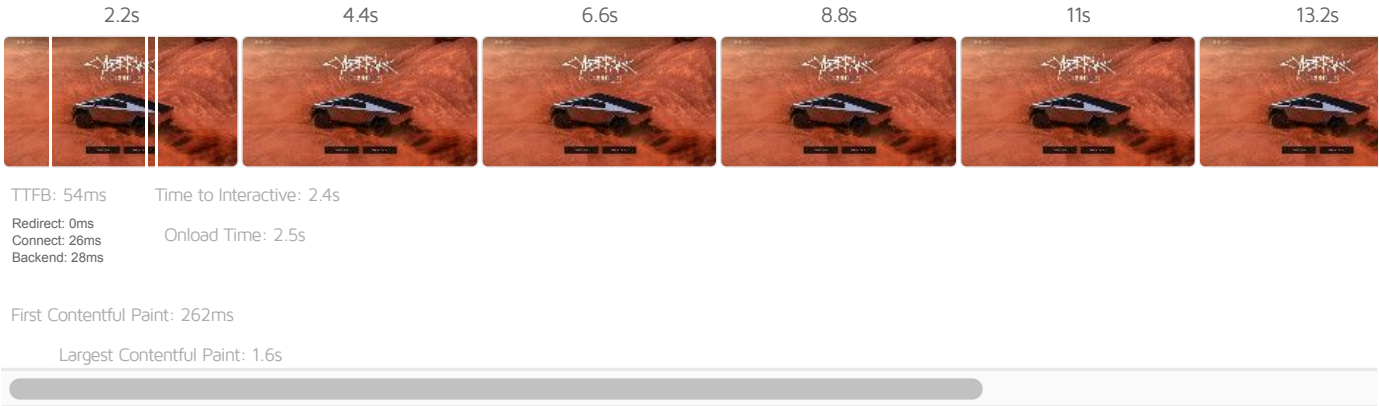 2.2s 4.4s 6.6s 8.8s 11s 13.2s
TTFB: 54ms Time to Interactive: 2.4s
Redirect: 0ms
Connect: 26ms
Backend: 28ms
Onload Time: 2.5s
First Contentful Paint: 262ms
Largest Contentful Paint: 1.6s